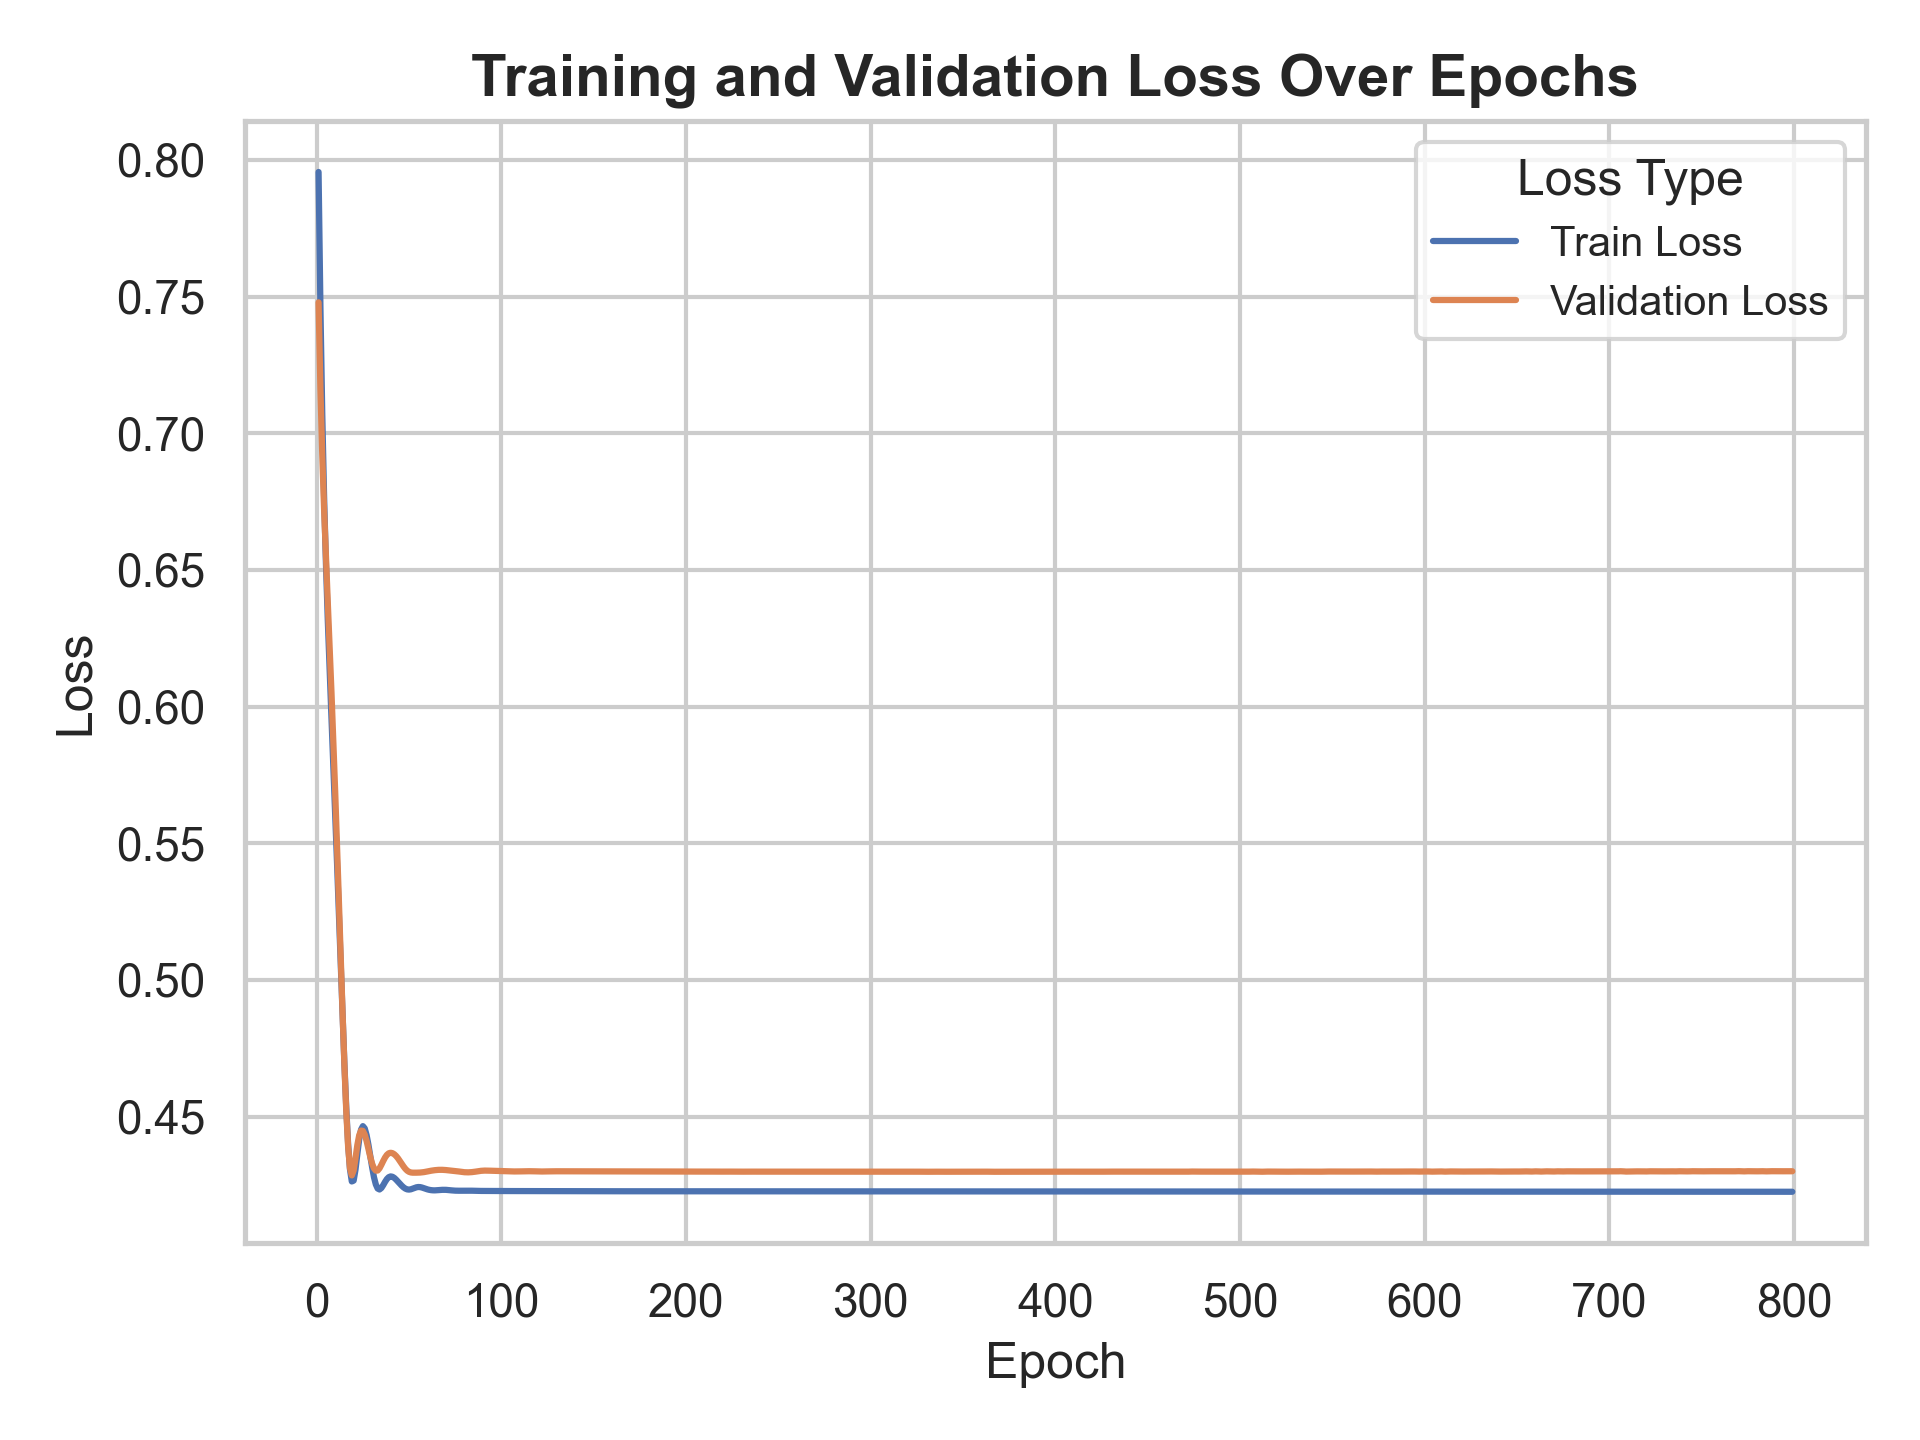 Training and Validation Loss Over Epochs
Loss Type
Train Loss
Validation Loss
Loss
0.80
0.75
0.70
0.65
0.60
0.55
0.50
0.45
0 100 200 300 400 500 600 700 800
Epoch